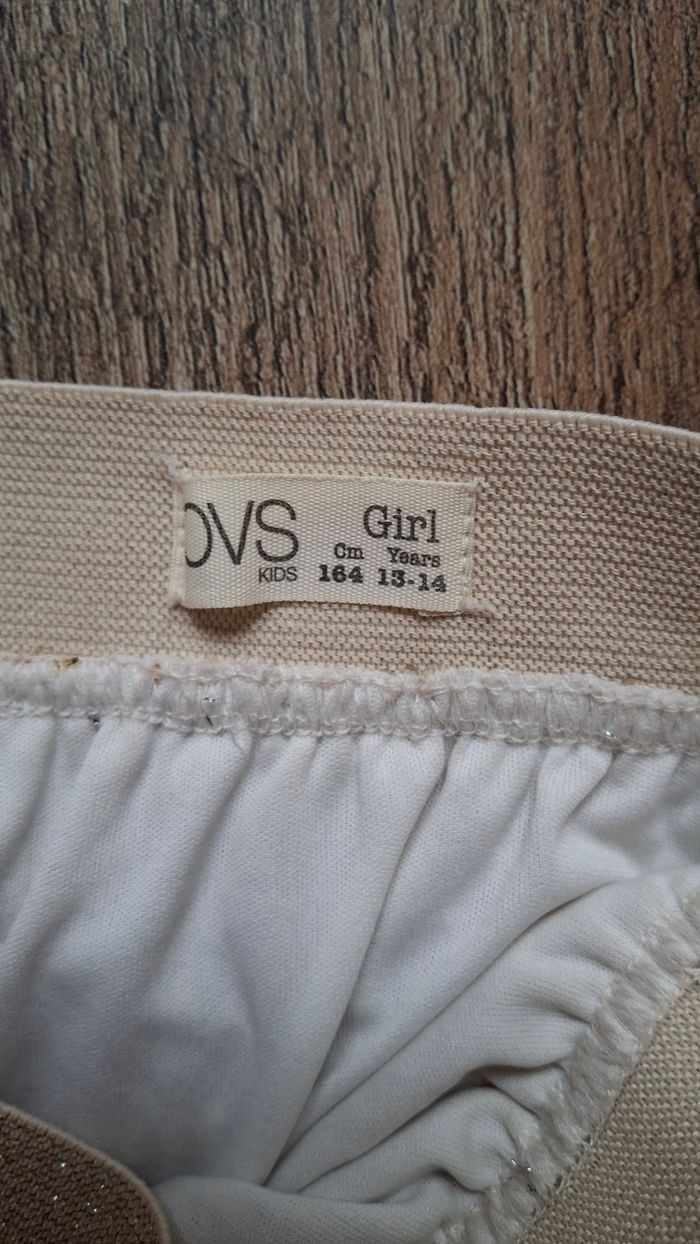 OVS Girl
Cm Years
KIDS 164 13-14